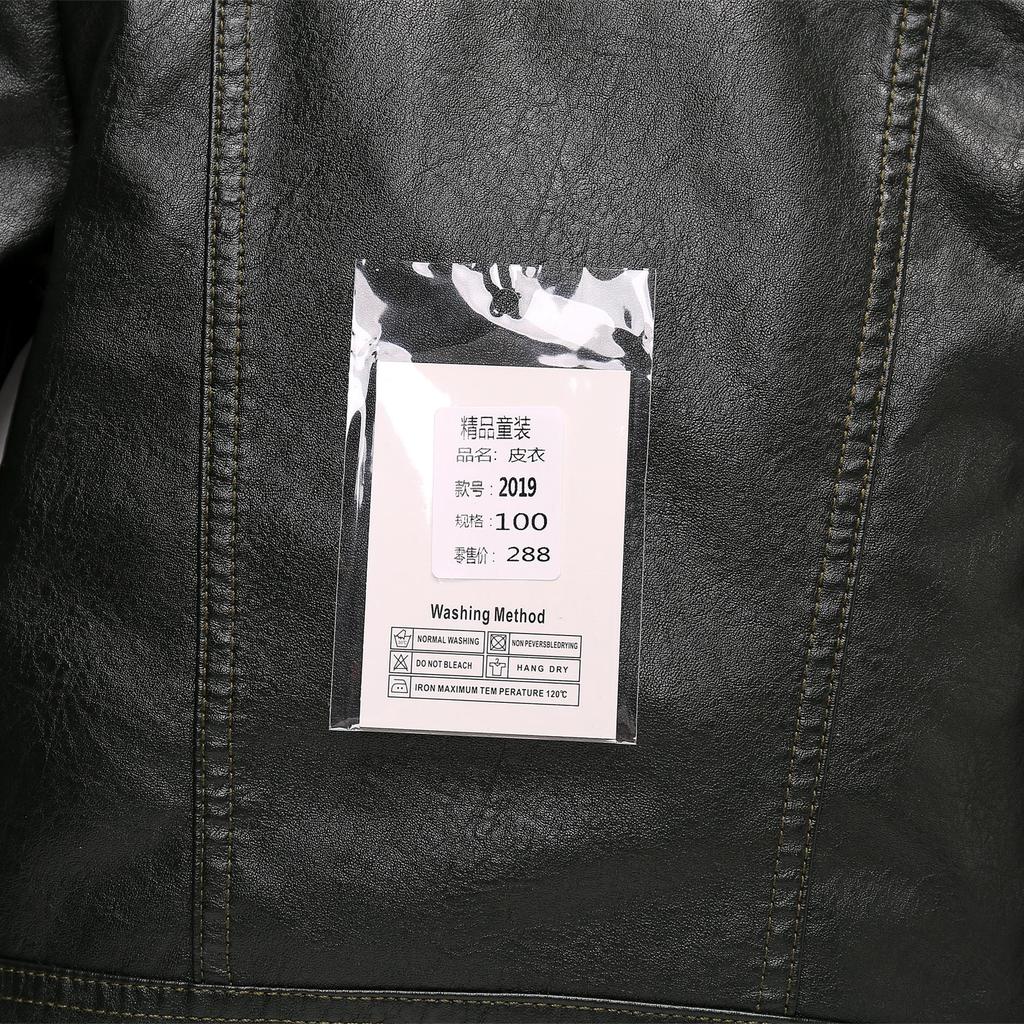 精品童装
品名: 皮衣
款号: 2019
规格: 100
零售价: 288
Washing Method
NORMAL WASHING NON PEVERSBLEDRYING
DO NOT BLEACH HANG DRY
IRON MAXIMUM TEM PERATURE 120℃